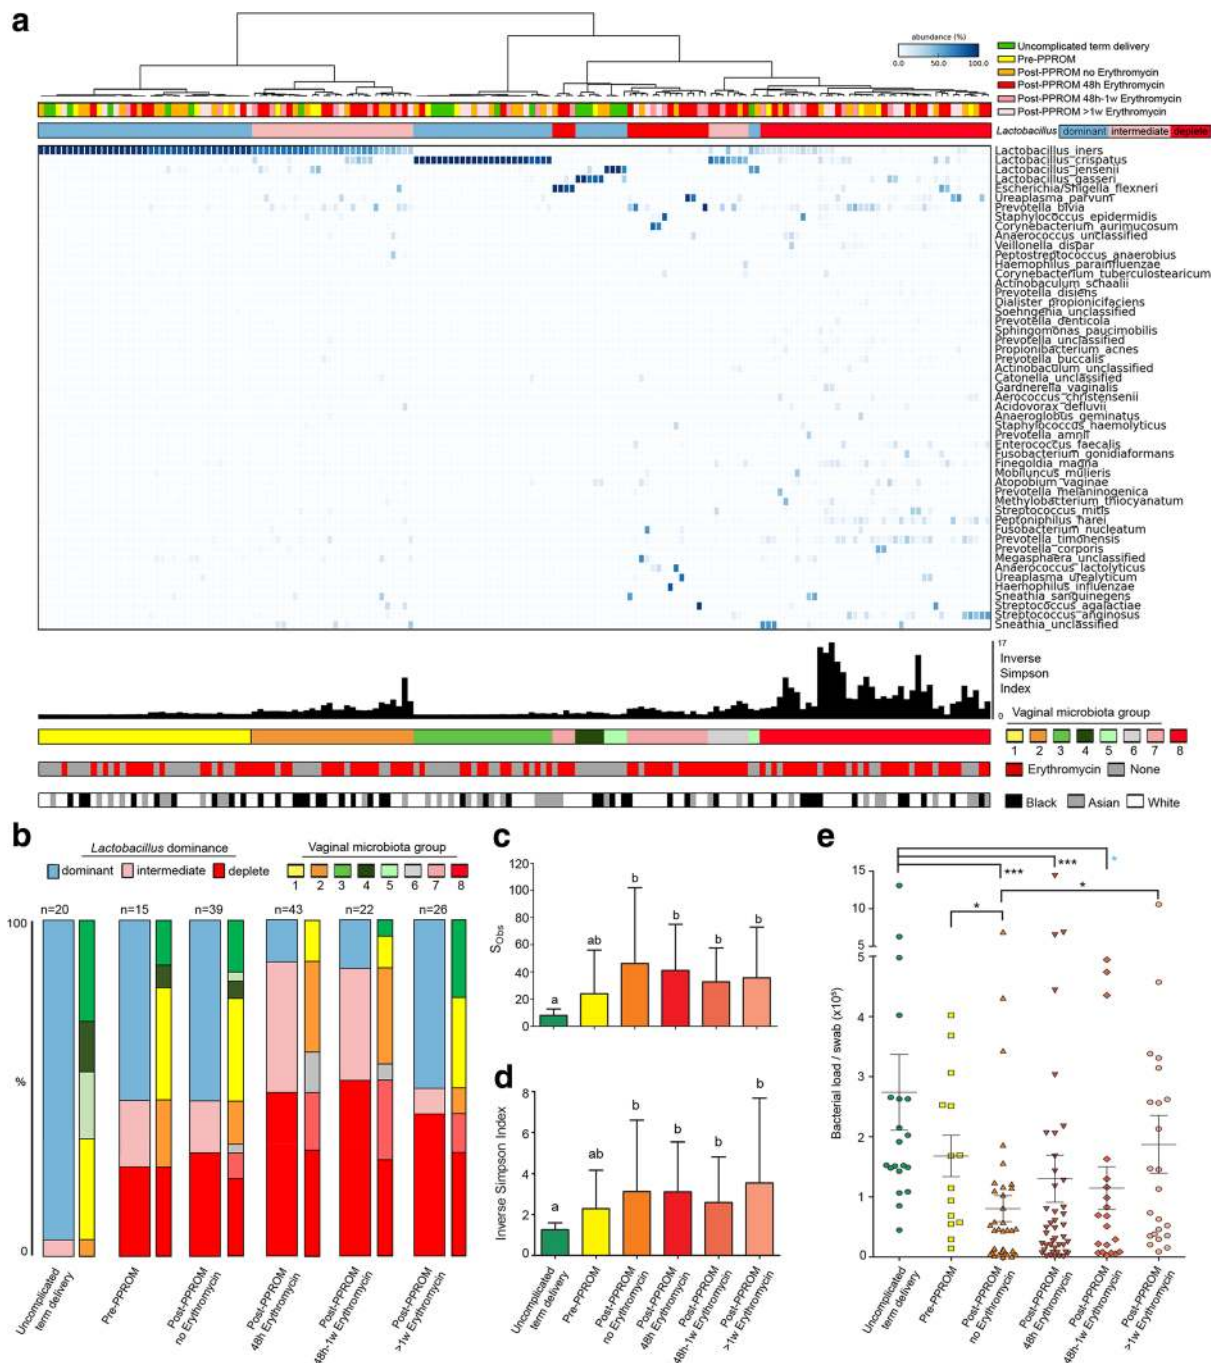 a
abundance (%)
0.0 50.0 100.0
Uncomplicated term delivery
Pre-PPROM
Post-PPROM no Erythromycin
Post-PPROM 48h Erythromycin
Post-PPROM 48h-1w Erythromycin
Post-PPROM >1w Erythromycin
Lactobacillus dominant intermediate deplete
Lactobacillus_iners
Lactobacillus_crispatus
Lactobacillus_jensenii
Lactobacillus_gasseri
Escherichia/Shigella_flexneri
Ureaplasma_parvum
Prevotella_bivia
Staphylococcus_epidermidis
Corynebacterium_aurimucosum
Anaerococcus_unclassified
Veillonella_dispar
Peptostreptococcus_anaerobius
Haemophilus_parainfluenzae
Corynebacterium_tuberculostearicum
Actinobaculum_schaalii
Prevotella_disiens
Dialister_propionicifaciens
Soehngenia_unclassified
Prevotella_denticola
Sphingomonas_paucimobilis
Prevotella_unclassified
Propionibacterium_acnes
Prevotella_buccalis
Actinobaculum_unclassified
Catonella_unclassified
Gardnerella_vaginalis
Aerococcus_christensenii
Acidovorax_defluvii
Anaeroglobus_geminatus
Staphylococcus_haemolyticus
Prevotella_amnii
Enterococcus_faecalis
Fusobacterium_gonidiaformans
Finegoldia_magna
Mobiluncus_mulieris
Atopobium_vaginae
Prevotella_melaninogenica
Methylobacterium_thiocyanatum
Streptococcus_mitis
Peptoniphilus_harei
Fusobacterium_nucleatum
Prevotella_timonensis
Prevotella_corporis
Megasphaera_unclassified
Anaerococcus_lactolyticus
Ureaplasma_urealyticum
Haemophilus_influenzae
Sneathia_sanguinegens
Streptococcus_agalactiae
Streptococcus_anginosus
Sneathia_unclassified
17
Inverse
Simpson
Index
0
Vaginal microbiota group
1 2 3 4 5 6 7 8
Erythromycin None
Black Asian White
b
Lactobacillus dominance
dominant intermediate deplete
Vaginal microbiota group
1 2 3 4 5 6 7 8
n=20 n=15 n=39 n=43 n=22 n=26
100
%
0
Uncomplicated
term delivery
Pre-PPROM
Post-PPROM
no Erythromycin
Post-PPROM
48h Erythromycin
Post-PPROM
48h-1w Erythromycin
Post-PPROM
>1w Erythromycin
c
SObs
120
100
80
60
40
20
0
a ab b b b b
d
Inverse Simpson Index
8
6
4
2
0
a ab b b b b
Uncomplicated
term delivery
Pre-PPROM
Post-PPROM
no Erythromycin
Post-PPROM
48h Erythromycin
Post-PPROM
48h-1w Erythromycin
Post-PPROM
>1w Erythromycin
e
*
***
***
*
*
Bacterial load / swab (x10⁵)
15
10
5
5
4
3
2
1
0
Uncomplicated
term delivery
Pre-PPROM
Post-PPROM
no Erythromycin
Post-PPROM
48h Erythromycin
Post-PPROM
48h-1w Erythromycin
Post-PPROM
>1w Erythromycin